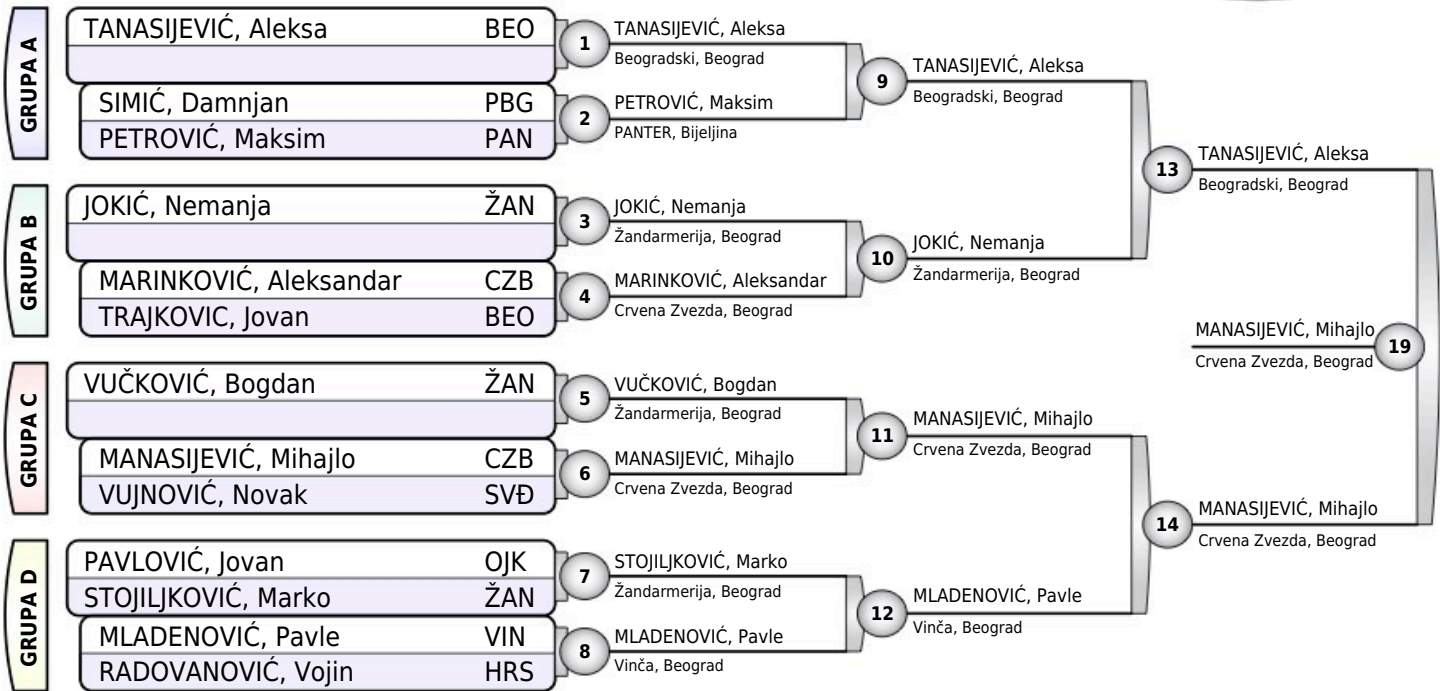 GRUPA A
TANASIJEVIĆ, Aleksa BEO
SIMIĆ, Damnjan PBG
PETROVIĆ, Maksim PAN
GRUPA B
JOKIĆ, Nemanja ŽAN
MARINKOVIĆ, Aleksandar CZB
TRAJKOVIC, Jovan BEO
GRUPA C
VUČKOVIĆ, Bogdan ŽAN
MANASIJEVIĆ, Mihajlo CZB
VUJNOVIĆ, Novak SVĐ
GRUPA D
PAVLOVIĆ, Jovan OJK
STOJILJKOVIĆ, Marko ŽAN
MLADENOVIĆ, Pavle VIN
RADOVANOVIĆ, Vojin HRS
1 TANASIJEVIĆ, Aleksa
Beogradski, Beograd
2 PETROVIĆ, Maksim
PANTER, Bijeljina
3 JOKIĆ, Nemanja
Žandarmerija, Beograd
4 MARINKOVIĆ, Aleksandar
Crvena Zvezda, Beograd
5 VUČKOVIĆ, Bogdan
Žandarmerija, Beograd
6 MANASIJEVIĆ, Mihajlo
Crvena Zvezda, Beograd
7 STOJILJKOVIĆ, Marko
Žandarmerija, Beograd
8 MLADENOVIĆ, Pavle
Vinča, Beograd
9 TANASIJEVIĆ, Aleksa
Beogradski, Beograd
10 JOKIĆ, Nemanja
Žandarmerija, Beograd
11 MANASIJEVIĆ, Mihajlo
Crvena Zvezda, Beograd
12 MLADENOVIĆ, Pavle
Vinča, Beograd
13 TANASIJEVIĆ, Aleksa
Beogradski, Beograd
14 MANASIJEVIĆ, Mihajlo
Crvena Zvezda, Beograd
MANASIJEVIĆ, Mihajlo 19
Crvena Zvezda, Beograd